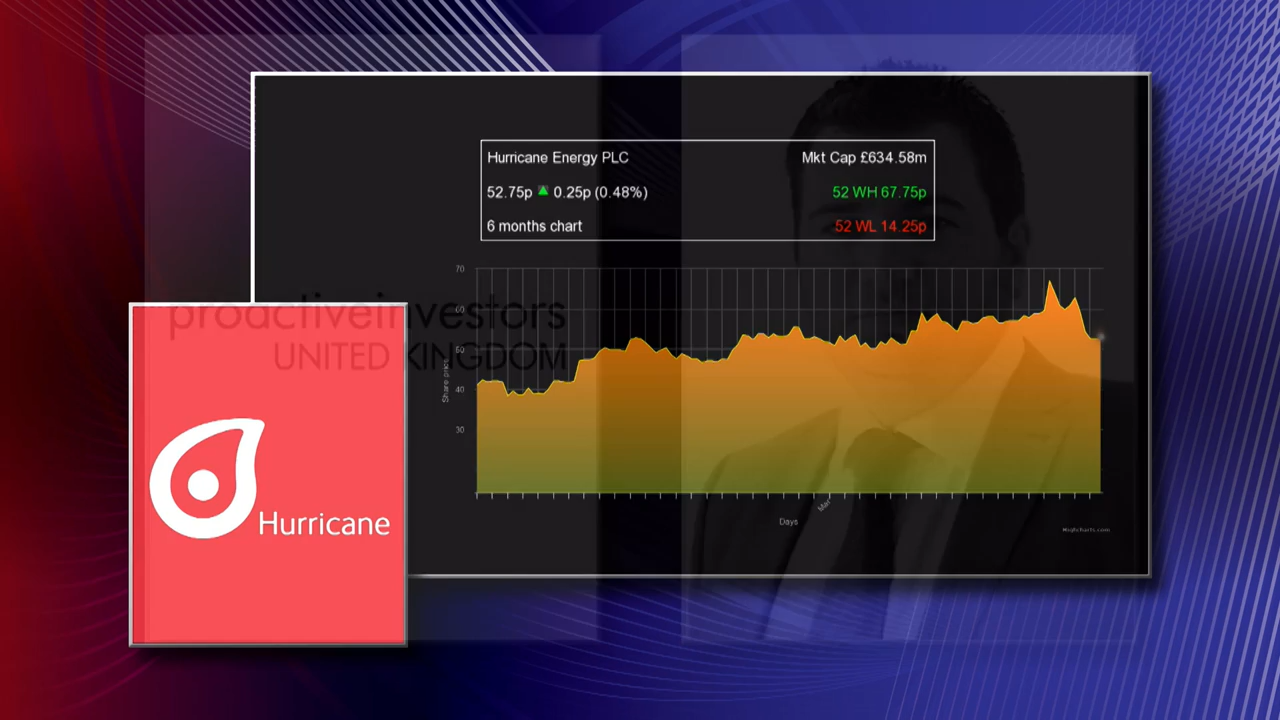 Hurricane Energy PLC
Mkt Cap £634.58m
52.75p 0.25p (0.48%)
52 WH 67.75p
6 months chart
52 WL 14.25p
proactiveinvestors
UNITED KINGDOM
70
60
50
40
30
Share price
Mar
Days
Highcharts.com
Hurricane